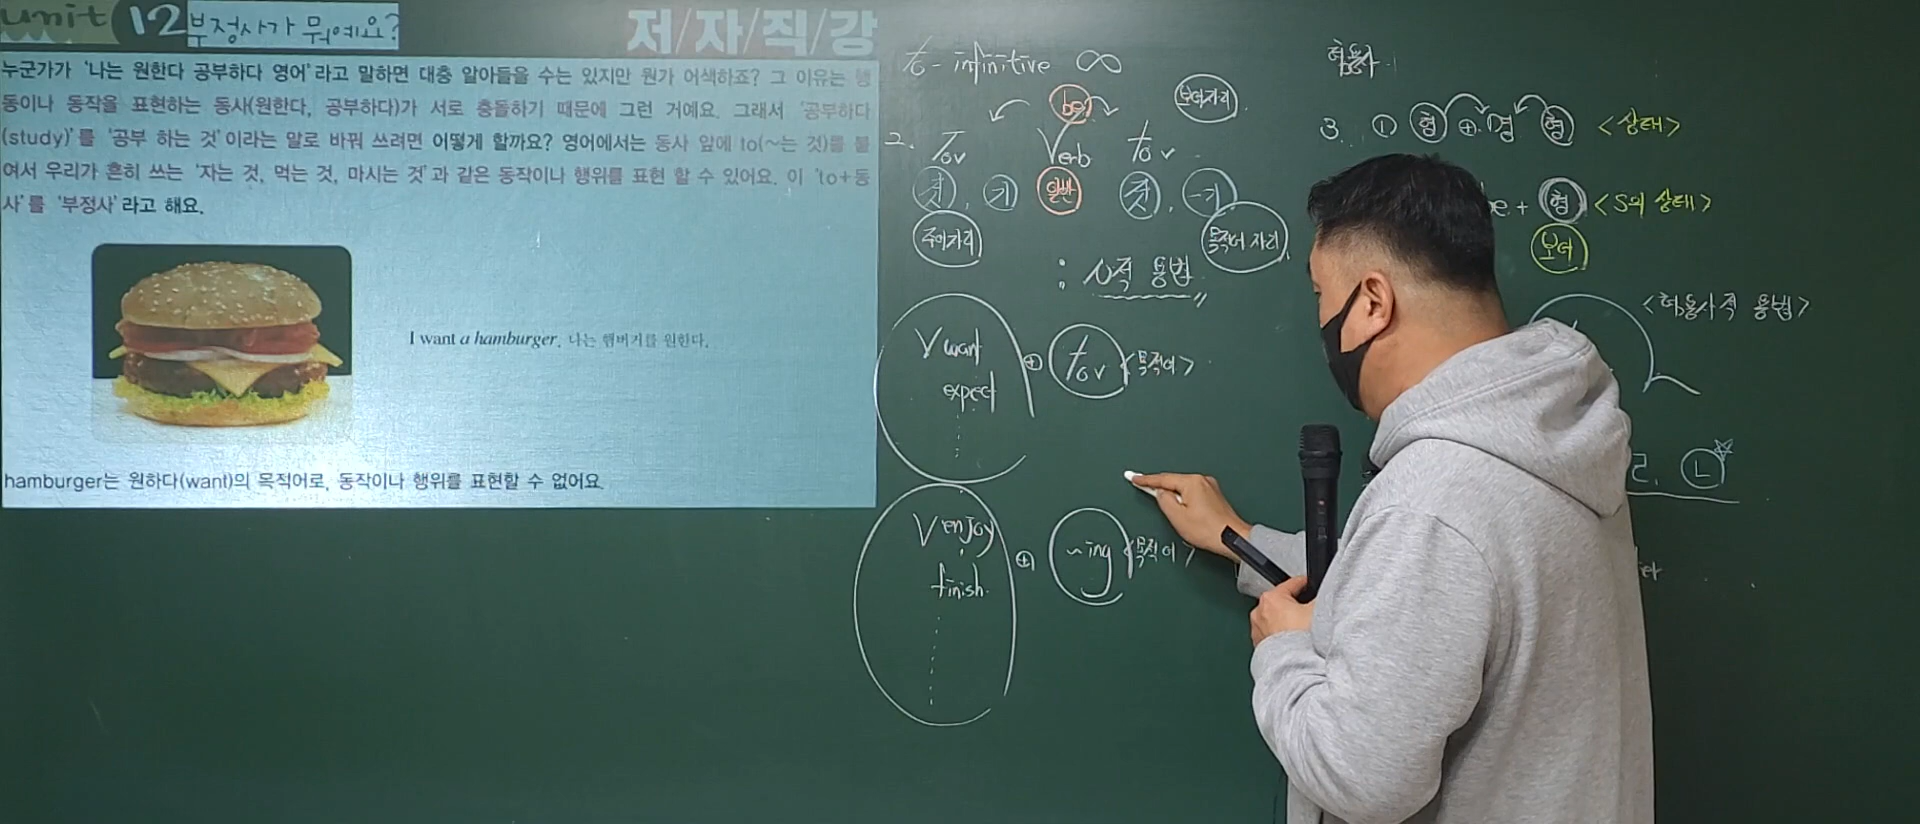 unit 12 부정사가 뭐예요?
저/자/직/강
누군가가 '나는 원한다 공부하다 영어'라고 말하면 대충 알아들을 수는 있지만 뭔가 어색하죠? 그 이유는 행
동이나 동작을 표현하는 동사(원한다, 공부하다)가 서로 충돌하기 때문에 그런 거예요. 그래서 '공부하다
(study)'를 '공부 하는 것'이라는 말로 바꿔 쓰려면 어떻게 할까요? 영어에서는 동사 앞에 to(~는 것)를 붙
여서 우리가 흔히 쓰는 '자는 것, 먹는 것, 마시는 것'과 같은 동작이나 행위를 표현 할 수 있어요. 이 'to+동
사'를 '부정사'라고 해요.
I want a hamburger. 나는 햄버거를 원한다.
hamburger는 원하다(want)의 목적어로, 동작이나 행위를 표현할 수 없어요.
to-infinitive ∞
be
보어자리
2. to v Verb to v
것, 기 일반 것, ~기
주어자리
목적어 자리
: 적 용법
V want ⊕ to v <목적어>
expect
V enjoy ⊕ ~ing <목적어>
finish.
형용사
3. ① 형 ⊕ 명 형 <상태>
be + 형 <S의 상태>
보어
<형용사적 용법>
ㄴ